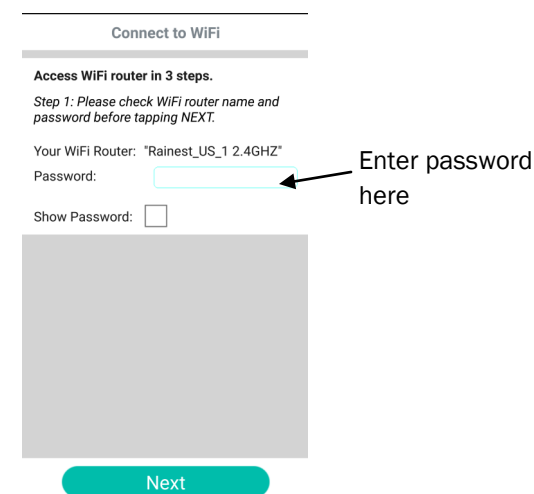 Connect to WiFi
Access WiFi router in 3 steps.
Step 1: Please check WiFi router name and
password before tapping NEXT.
Your WiFi Router: "Rainest_US_1 2.4GHZ"
Password:
Enter password
here
Show Password:
Next